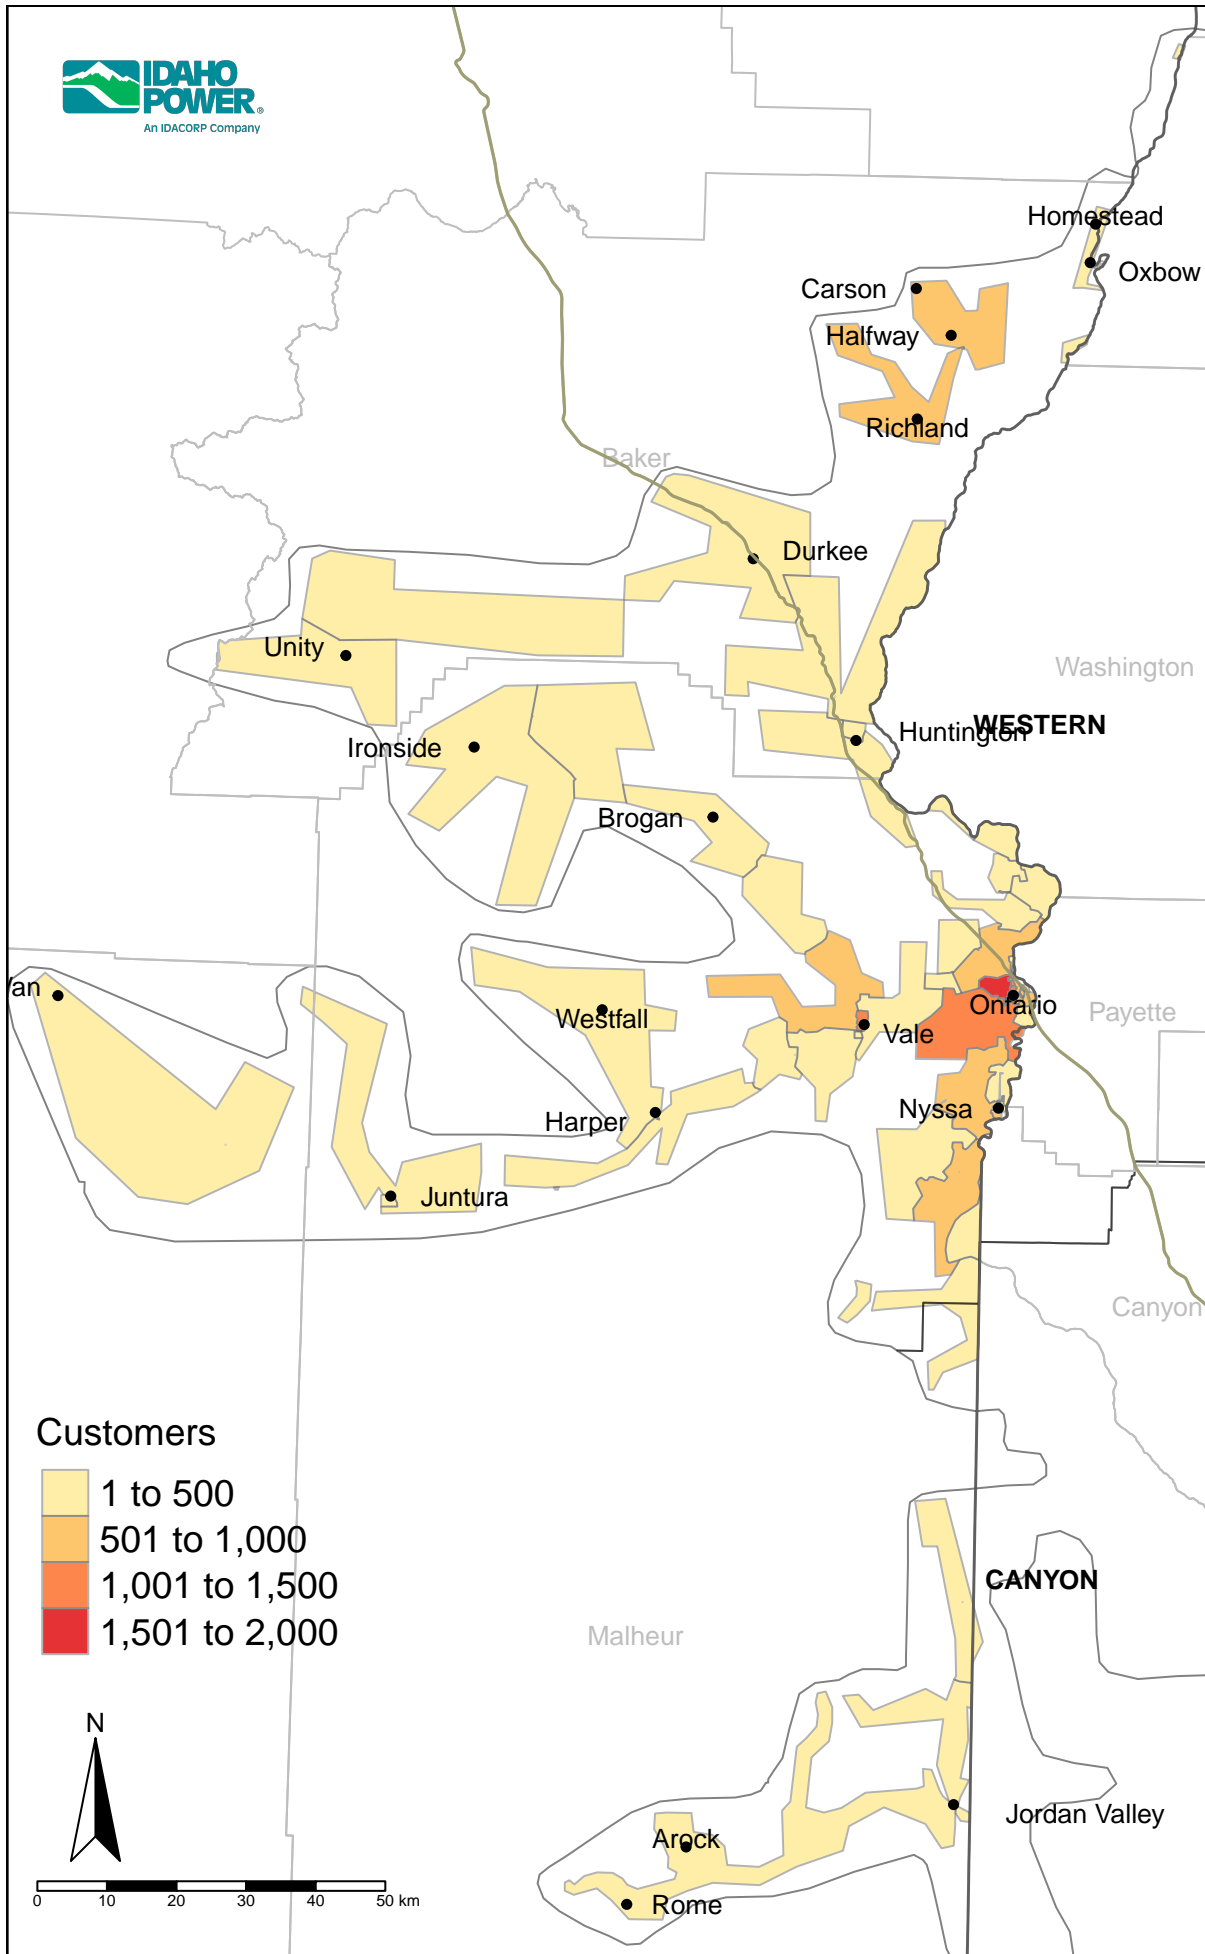 IDAHO
POWER®
An IDACORP Company
Homestead
Oxbow
Carson
Halfway
Richland
Baker
Durkee
Unity
Washington
WESTERN
Huntington
Ironside
Brogan
Van
Ontario
Payette
Westfall
Vale
Nyssa
Harper
Juntura
Canyon
Customers
1 to 500
501 to 1,000
1,001 to 1,500
1,501 to 2,000
CANYON
Malheur
N
Jordan Valley
Arock
Rome
0 10 20 30 40 50 km